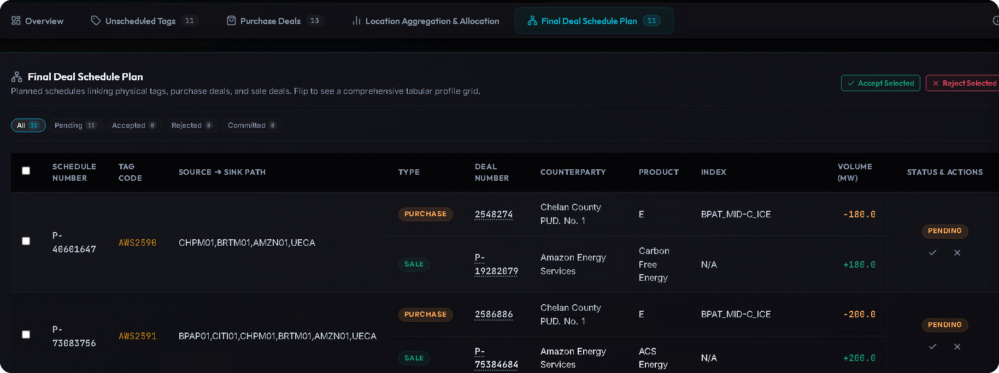 Overview Unscheduled Tags 11 Purchase Deals 13 Location Aggregation & Allocation Final Deal Schedule Plan 11
Final Deal Schedule Plan
Planned schedules linking physical tags, purchase deals, and sale deals. Flip to see a comprehensive tabular profile grid.
Accept Selected Reject Selected
All 11 Pending 11 Accepted 0 Rejected 0 Committed 0
SCHEDULE NUMBER TAG CODE SOURCE → SINK PATH TYPE DEAL NUMBER COUNTERPARTY PRODUCT INDEX VOLUME (MW) STATUS & ACTIONS
P-40601647 AWS2590 CHPM01,BRTM01,AMZN01,UECA PURCHASE 2548274 Chelan County PUD. No. 1 E BPAT_MID-C_ICE -180.0 PENDING
SALE P-19282079 Amazon Energy Services Carbon Free Energy N/A +180.0
P-73083756 AWS2591 BPAP01,CITI01,CHPM01,BRTM01,AMZN01,UECA PURCHASE 2586886 Chelan County PUD. No. 1 E BPAT_MID-C_ICE -200.0 PENDING
SALE P-75384684 Amazon Energy Services ACS Energy N/A +200.0